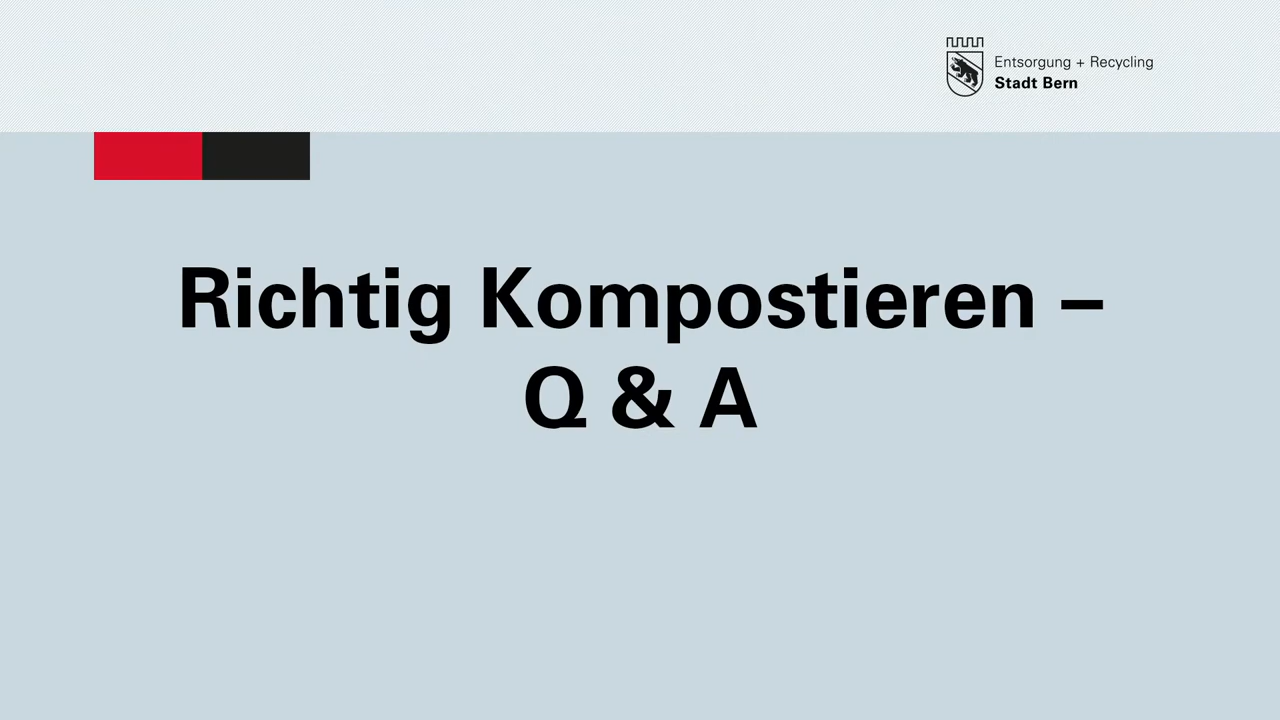 Entsorgung + Recycling
Stadt Bern
Richtig Kompostieren –
Q & A